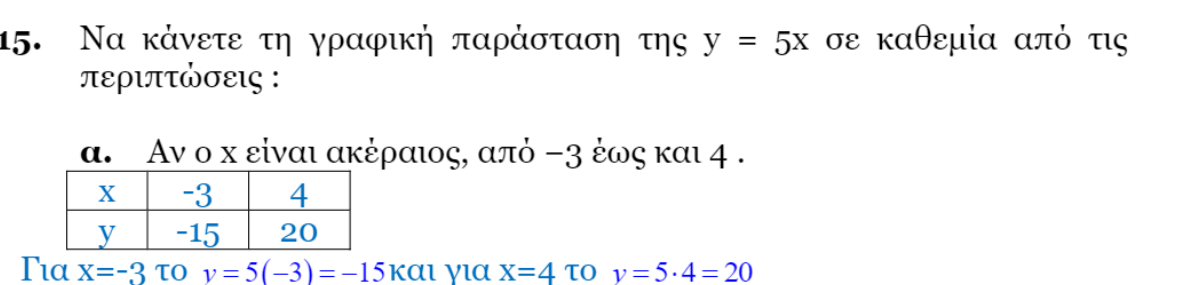 15. Να κάνετε τη γραφική παράσταση της y = 5x σε καθεμία από τις
περιπτώσεις :
α. Αν ο x είναι ακέραιος, από −3 έως και 4 .
x -3 4
y -15 20
Για x=-3 το y = 5(−3) = −15 και για x=4 το y = 5·4 = 20